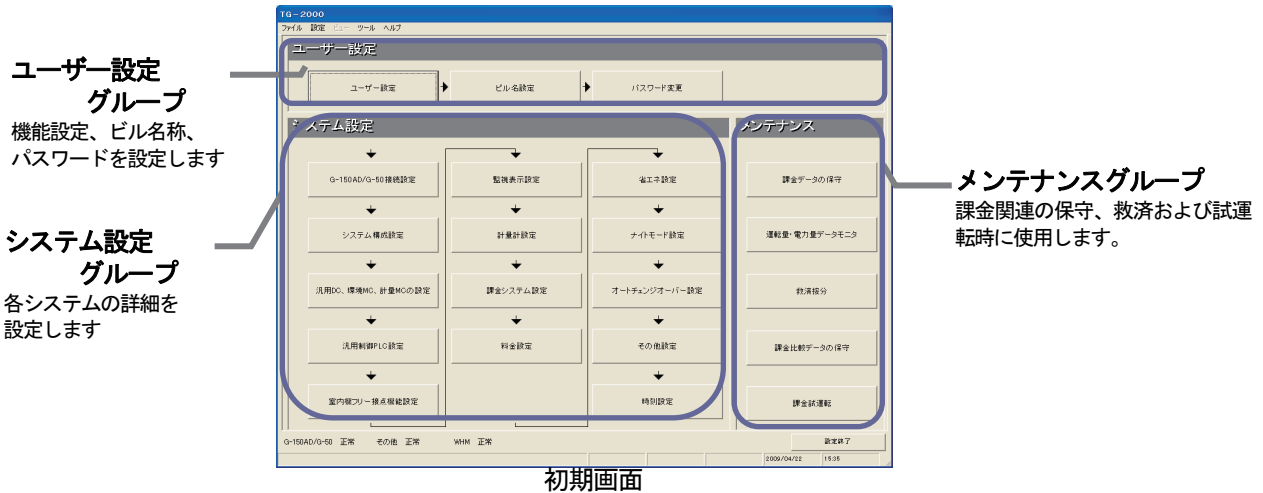 TG-2000
ファイル 設定 ビュー ツール ヘルプ
ユーザー設定
ユーザー設定 ビル名設定 パスワード変更
ユーザー設定
グループ
機能設定、ビル名称、
パスワードを設定します
システム設定
メンテナンス
G-150AD/G-50接続設定 監視表示設定 省エネ設定 課金データの保守
システム構成設定 計量計設定 ナイトモード設定 運転量・電力量データモニタ
汎用DC、環境MC、計量MCの設定 課金システム設定 オートチェンジオーバー設定 救済按分
汎用制御PLC設定 料金設定 その他設定 課金比較データの保守
室内機フリー接点機能設定 時刻設定 課金試運転
システム設定
グループ
各システムの詳細を
設定します
メンテナンスグループ
課金関連の保守、救済および試運
転時に使用します。
G-150AD/G-50 正常 その他 正常 WHM 正常 設定終了
2009/04/22 15:35
初期画面